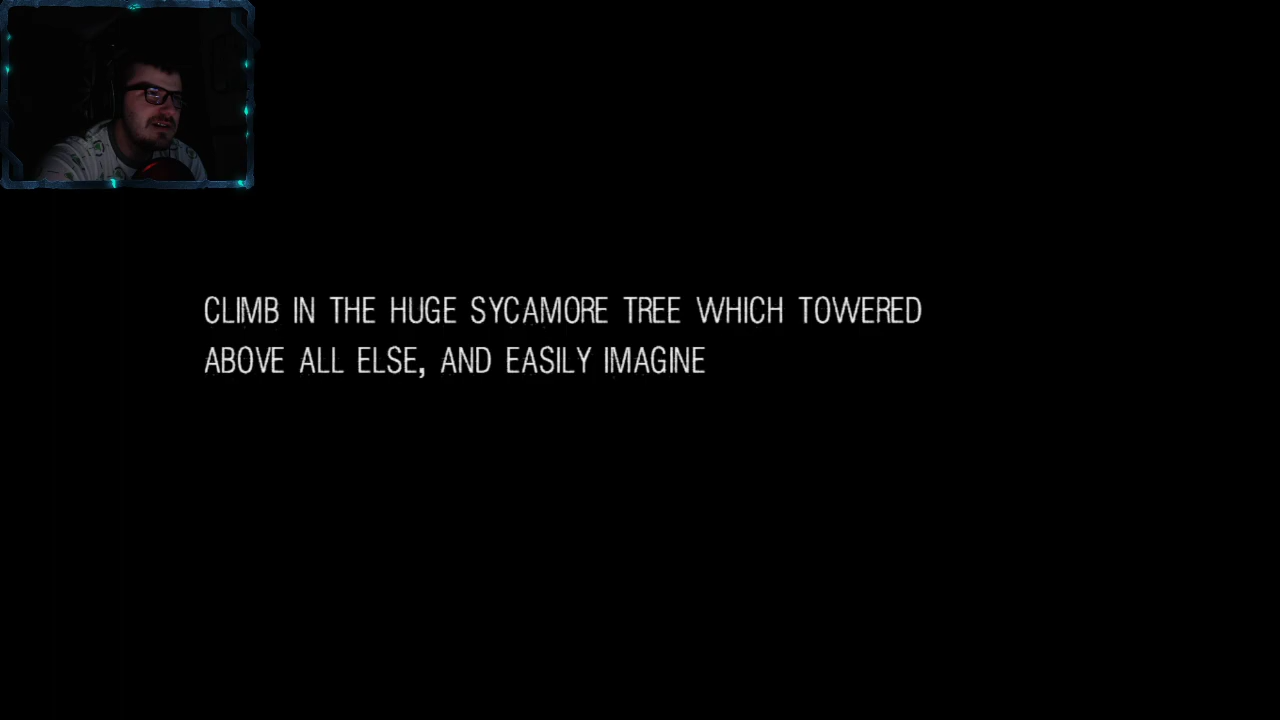 CLIMB IN THE HUGE SYCAMORE TREE WHICH TOWERED
ABOVE ALL ELSE, AND EASILY IMAGINE